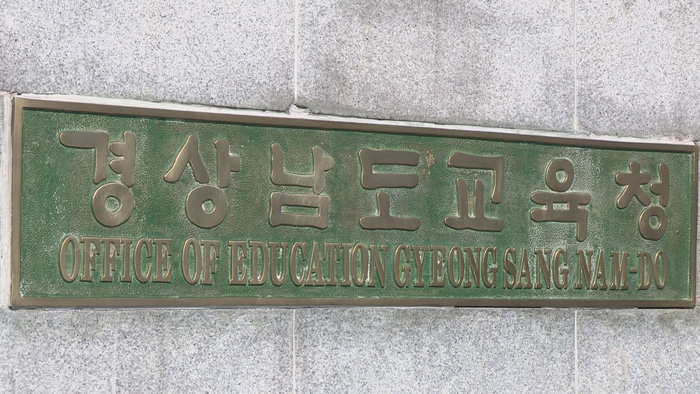 경상남도교육청
OFFICE OF EDUCATION GYEONG SANG NAM-DO